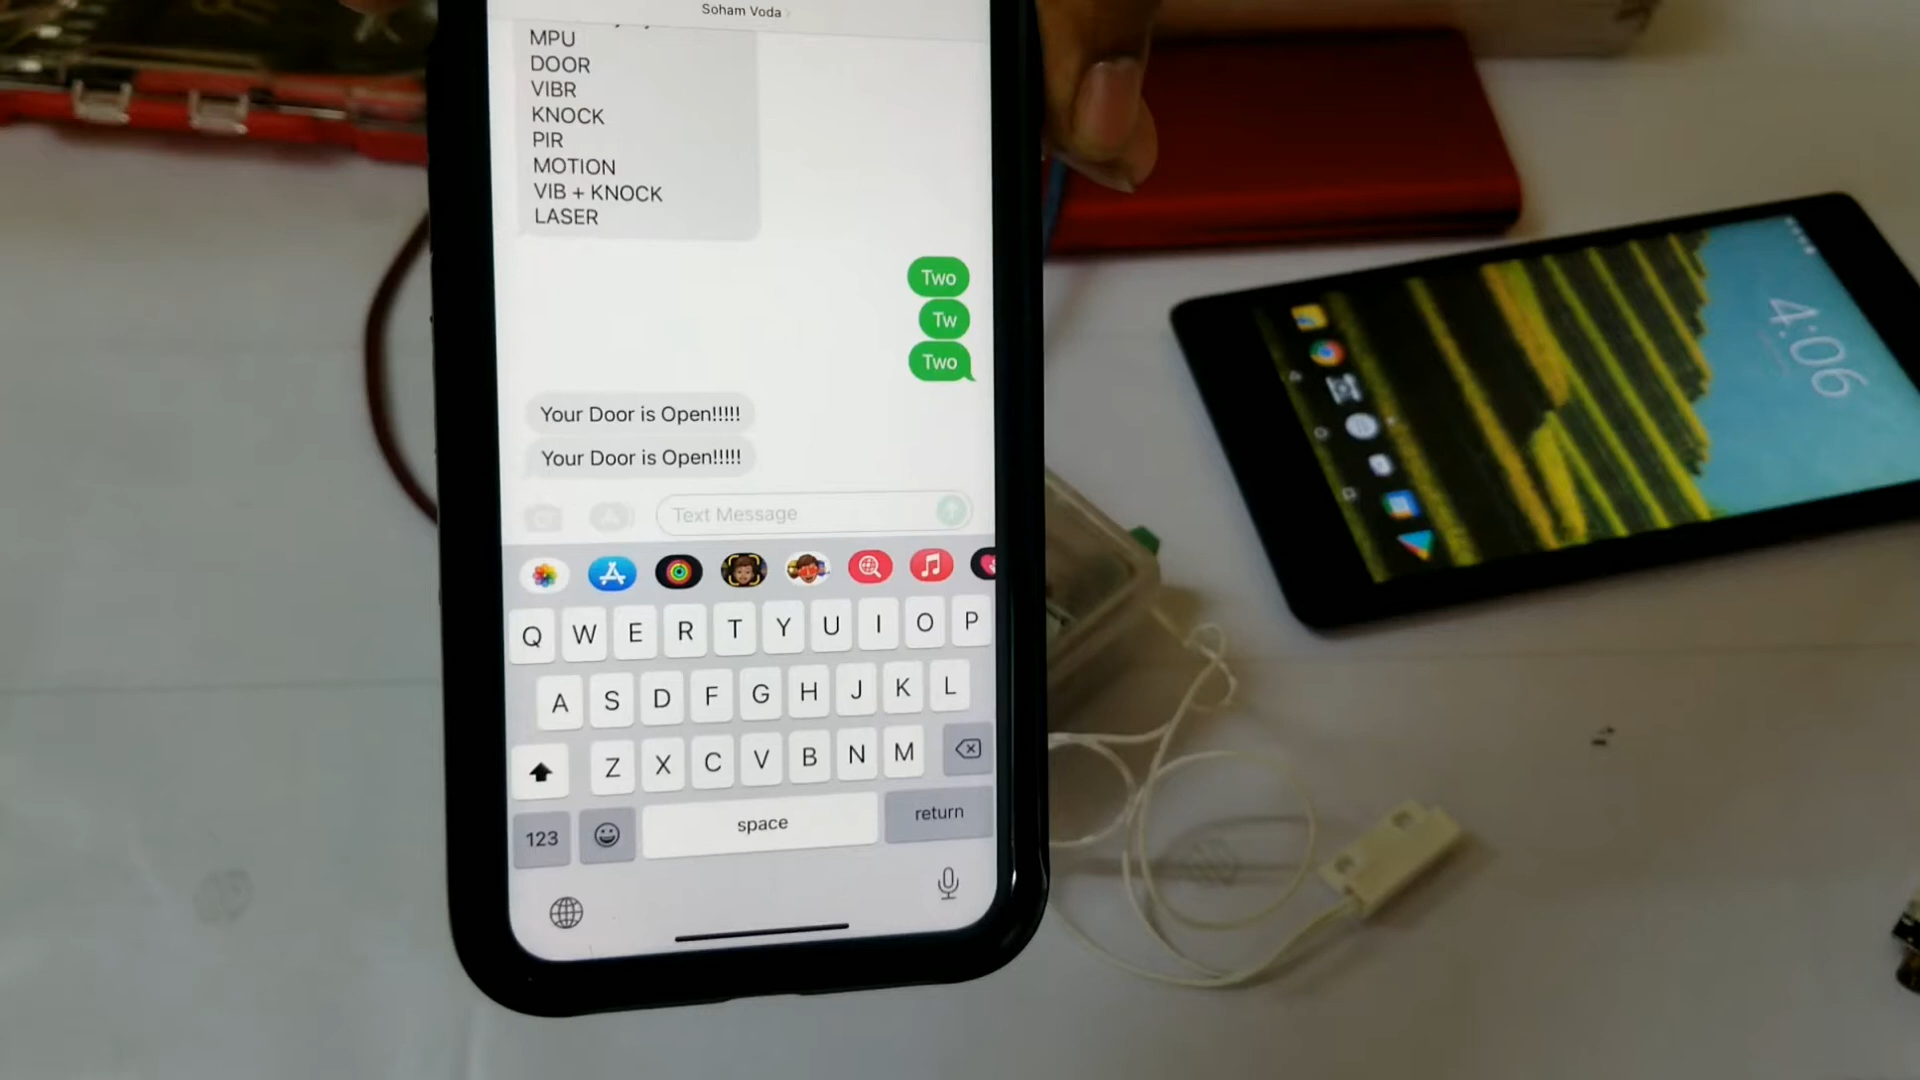 Soham Voda
MPU
DOOR
VIBR
KNOCK
PIR
MOTION
VIB + KNOCK
LASER
Two
Tw
Two
Your Door is Open!!!!!
Your Door is Open!!!!!
Text Message
Q W E R T Y U I O P
A S D F G H J K L
Z X C V B N M
123
space
return
4:06